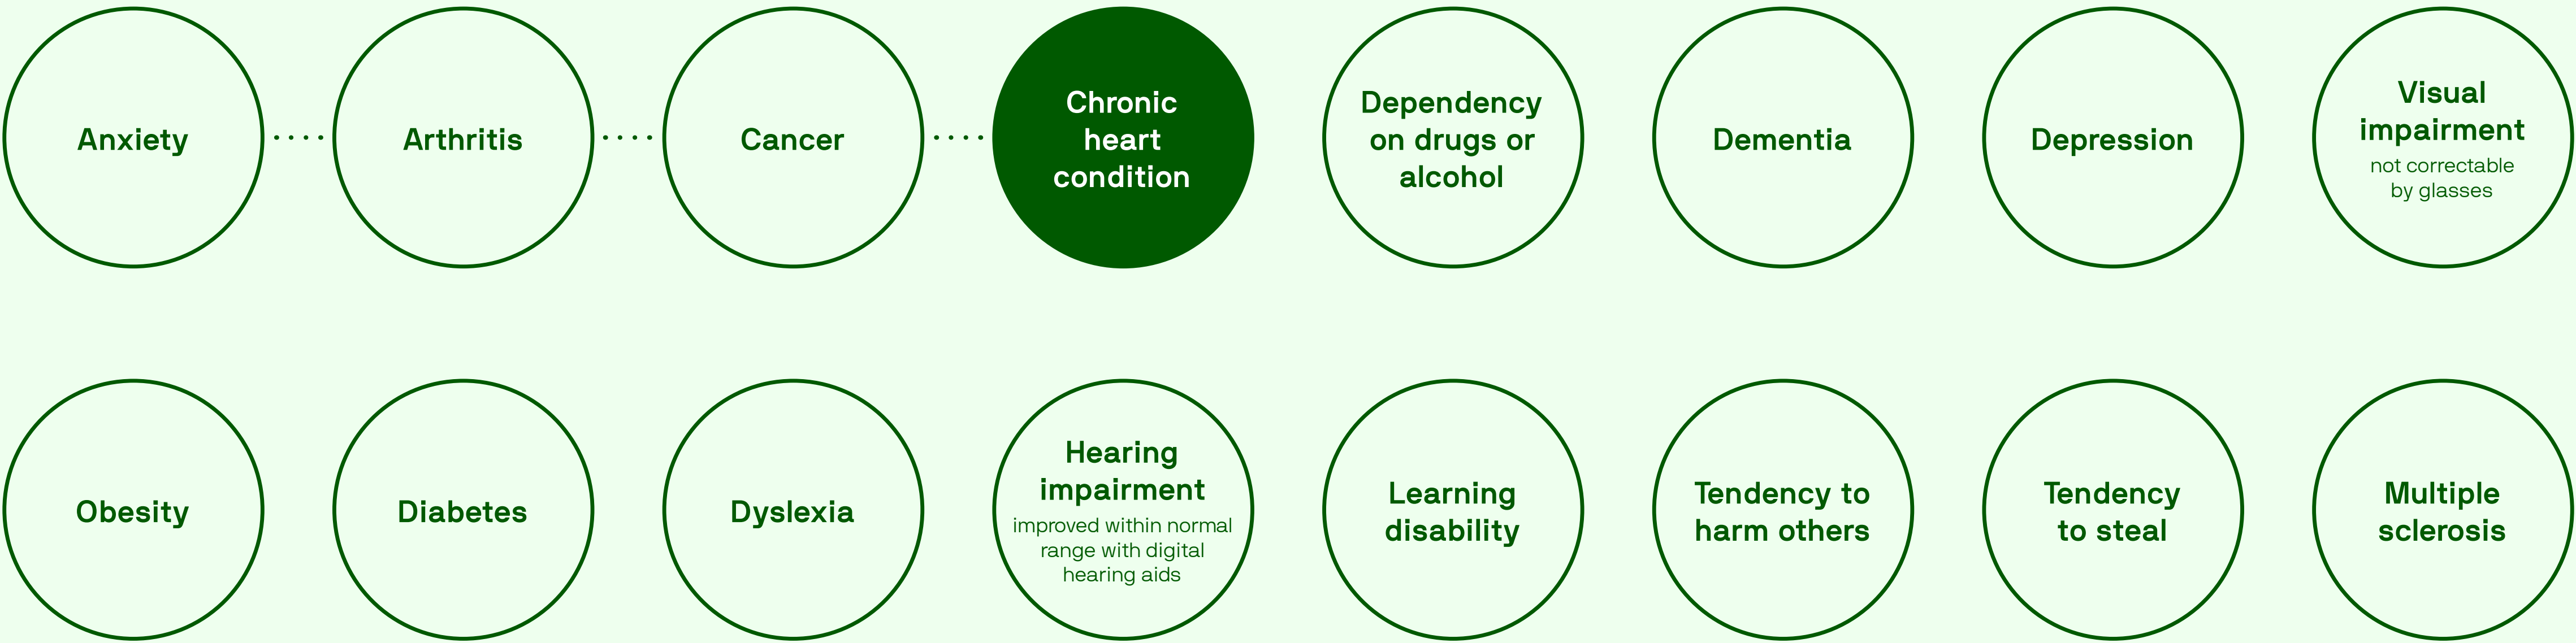 Anxiety
Arthritis
Cancer
Chronic
heart
condition
Dependency
on drugs or
alcohol
Dementia
Depression
Visual
impairment
not correctable
by glasses
Obesity
Diabetes
Dyslexia
Hearing
impairment
improved within normal
range with digital
hearing aids
Learning
disability
Tendency to
harm others
Tendency
to steal
Multiple
sclerosis